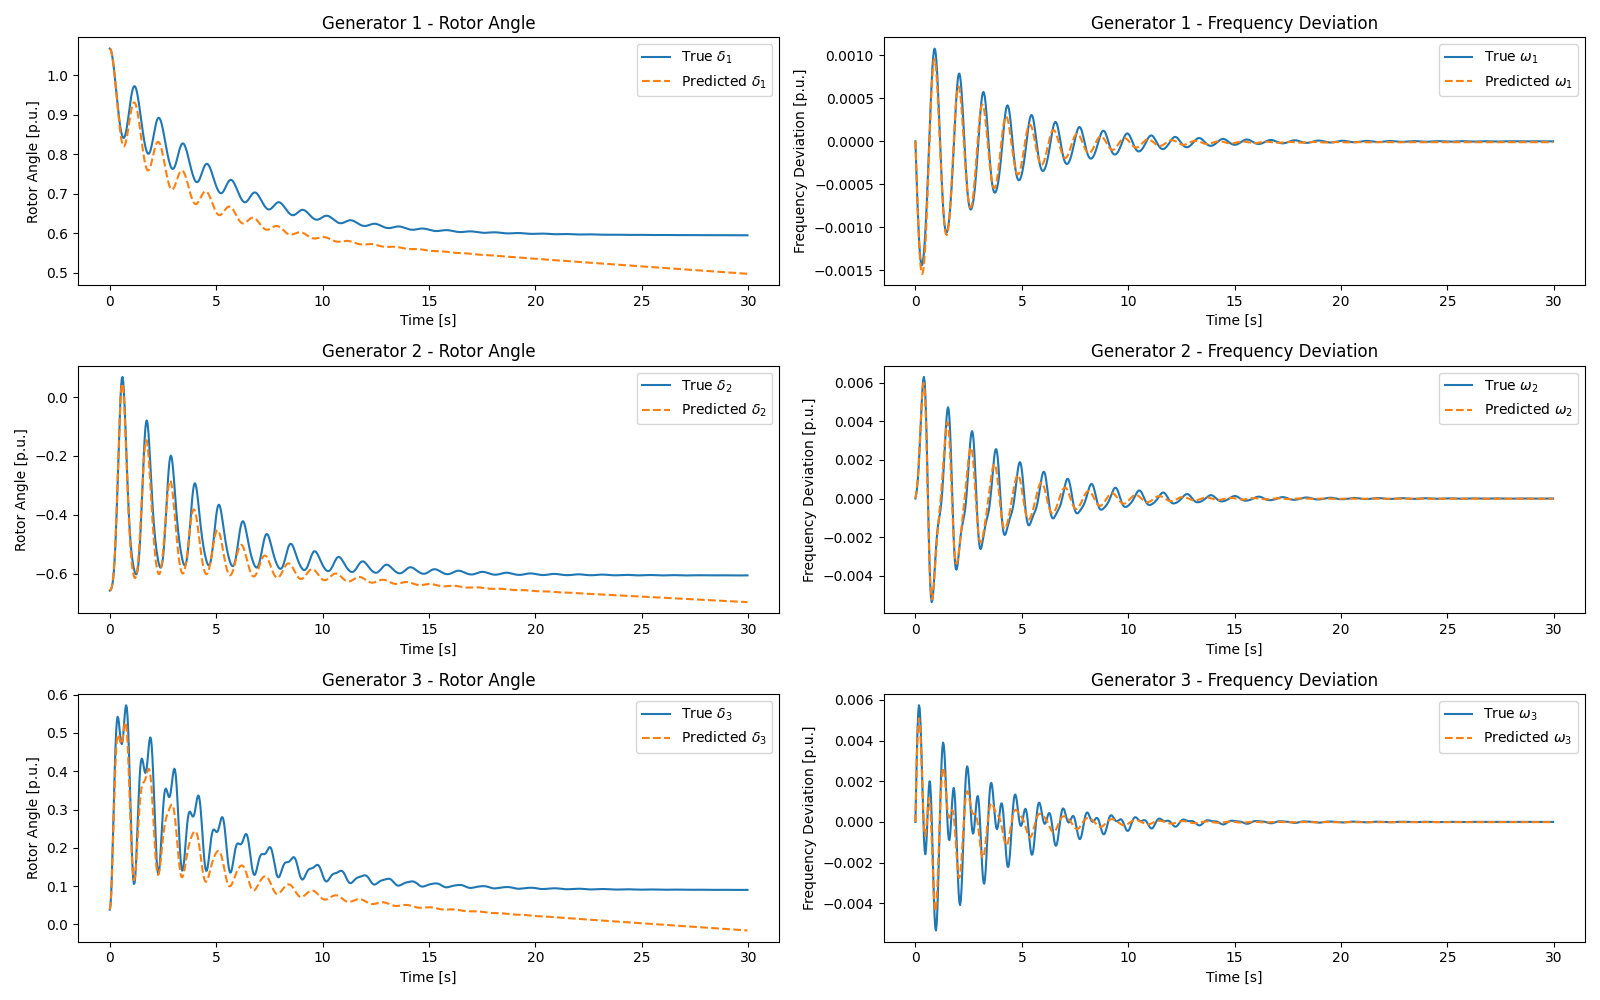 Generator 1 - Rotor Angle
Rotor Angle [p.u.]
1.0
0.9
0.8
0.7
0.6
0.5
True δ1
Predicted δ1
0 5 10 15 20 25 30
Time [s]
Generator 1 - Frequency Deviation
Frequency Deviation [p.u.]
0.0010
0.0005
0.0000
−0.0005
−0.0010
−0.0015
True ω1
Predicted ω1
0 5 10 15 20 25 30
Time [s]
Generator 2 - Rotor Angle
Rotor Angle [p.u.]
0.0
−0.2
−0.4
−0.6
True δ2
Predicted δ2
0 5 10 15 20 25 30
Time [s]
Generator 2 - Frequency Deviation
Frequency Deviation [p.u.]
0.006
0.004
0.002
0.000
−0.002
−0.004
True ω2
Predicted ω2
0 5 10 15 20 25 30
Time [s]
Generator 3 - Rotor Angle
Rotor Angle [p.u.]
0.6
0.5
0.4
0.3
0.2
0.1
0.0
True δ3
Predicted δ3
0 5 10 15 20 25 30
Time [s]
Generator 3 - Frequency Deviation
Frequency Deviation [p.u.]
0.006
0.004
0.002
0.000
−0.002
−0.004
True ω3
Predicted ω3
0 5 10 15 20 25 30
Time [s]